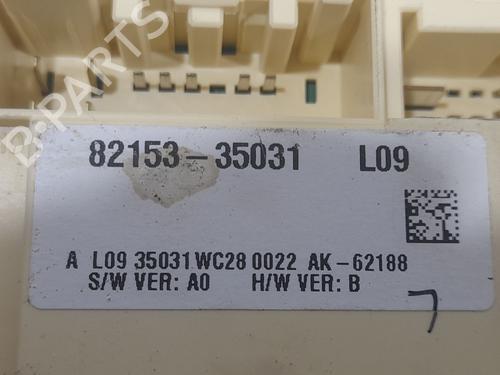 82153-35031 L09
A L09 35031WC28 0022 AK-62188
S/W VER: A0 H/W VER: B
7
B-PARTS